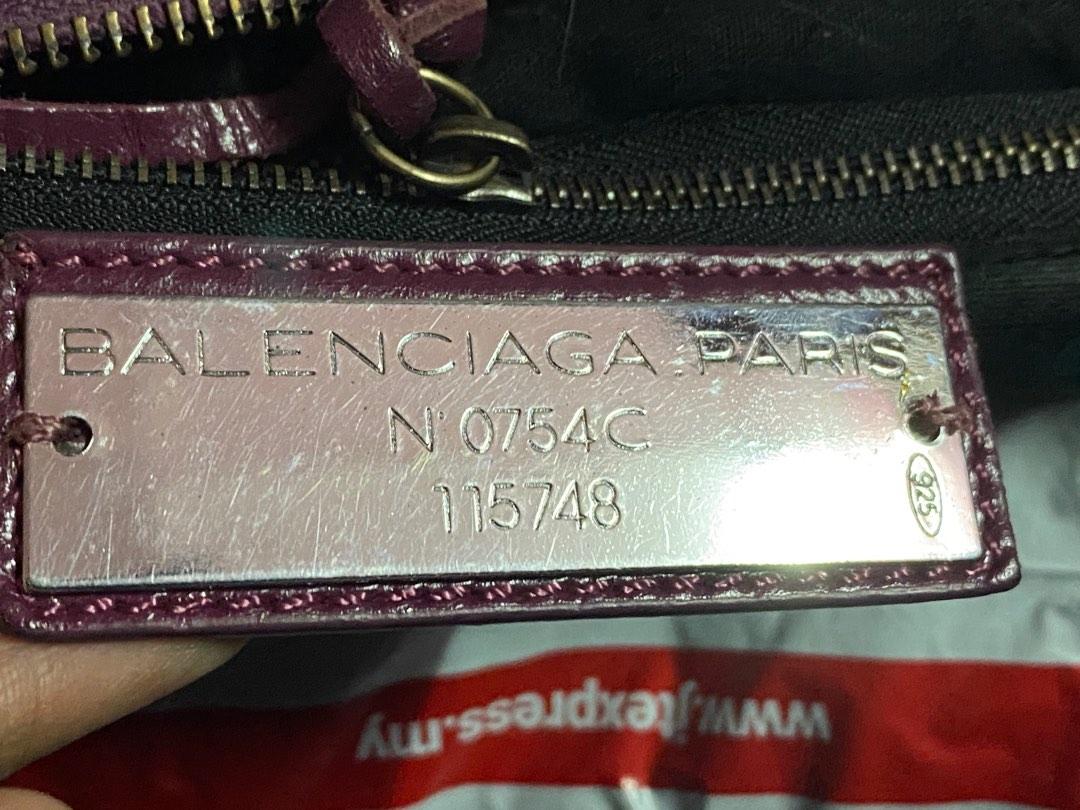 BALENCIAGA.PARIS
N°0754C
115748
925
www.jtexpress.my